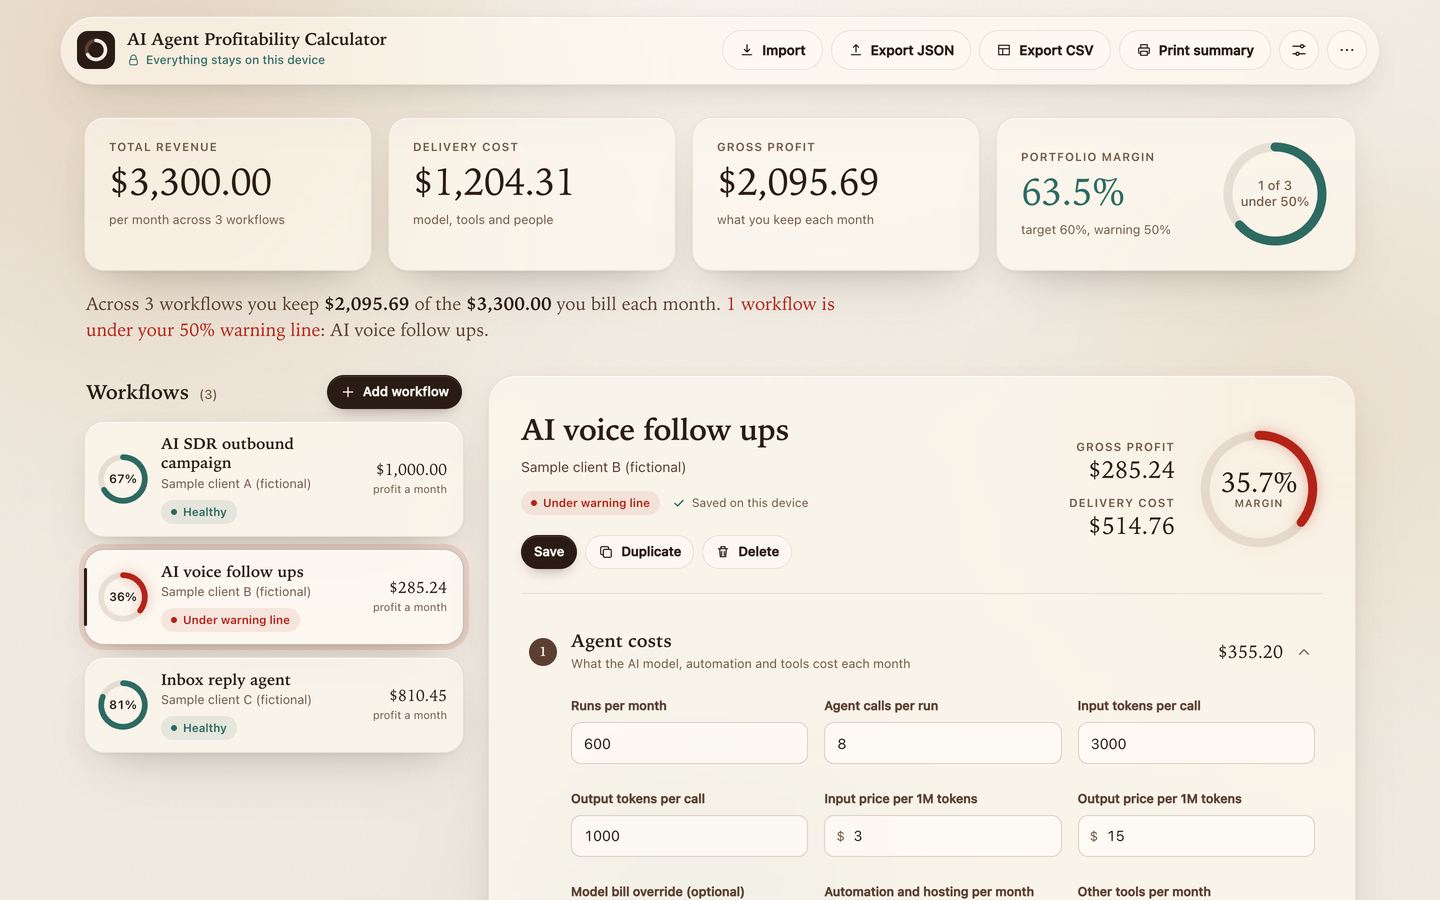 AI Agent Profitability Calculator
Everything stays on this device
Import
Export JSON
Export CSV
Print summary
TOTAL REVENUE
$3,300.00
per month across 3 workflows
DELIVERY COST
$1,204.31
model, tools and people
GROSS PROFIT
$2,095.69
what you keep each month
PORTFOLIO MARGIN
63.5%
target 60%, warning 50%
1 of 3
under 50%
Across 3 workflows you keep $2,095.69 of the $3,300.00 you bill each month. 1 workflow is
under your 50% warning line: AI voice follow ups.
Workflows (3)
Add workflow
67%
AI SDR outbound
campaign
Sample client A (fictional)
Healthy
$1,000.00
profit a month
36%
AI voice follow ups
Sample client B (fictional)
Under warning line
$285.24
profit a month
81%
Inbox reply agent
Sample client C (fictional)
Healthy
$810.45
profit a month
AI voice follow ups
Sample client B (fictional)
Under warning line
Saved on this device
Save
Duplicate
Delete
GROSS PROFIT
$285.24
DELIVERY COST
$514.76
35.7%
MARGIN
1
Agent costs
What the AI model, automation and tools cost each month
$355.20
Runs per month
600
Agent calls per run
8
Input tokens per call
3000
Output tokens per call
1000
Input price per 1M tokens
$ 3
Output price per 1M tokens
$ 15
Model bill override (optional)
Automation and hosting per month
Other tools per month